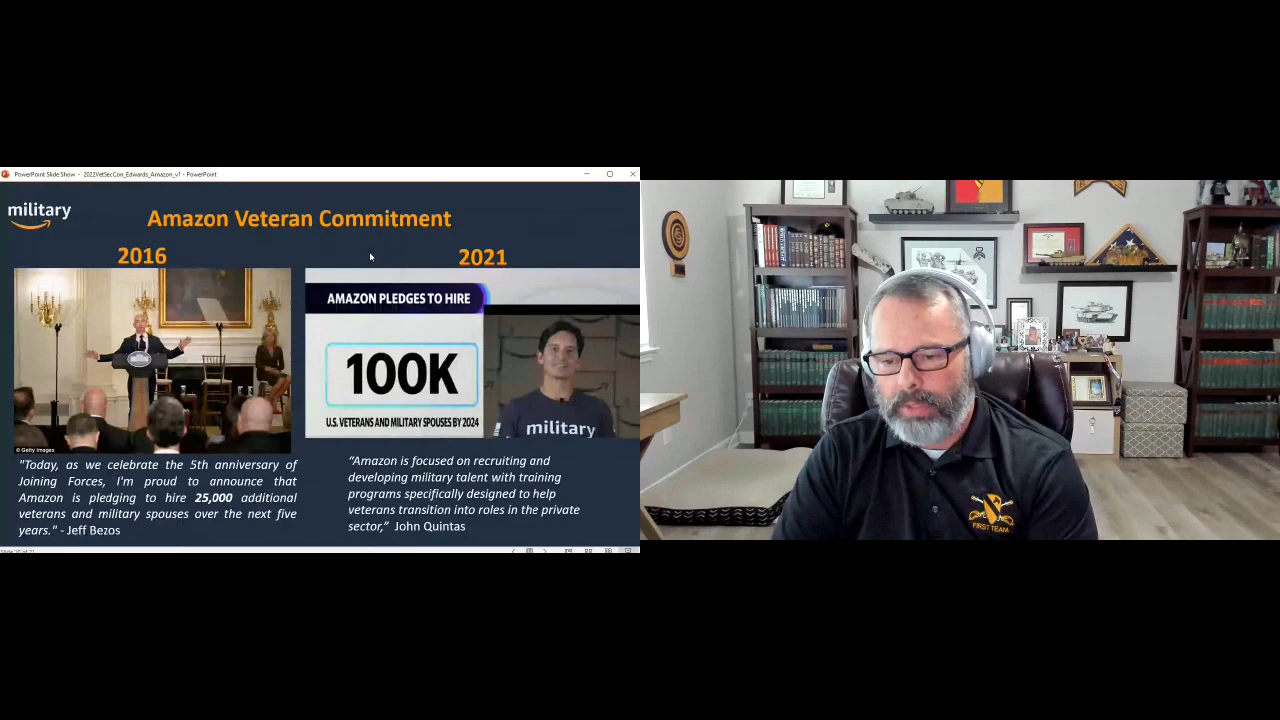 PowerPoint Slide Show - 2022VetSecCon_Edwards_Amazon_v1 - PowerPoint
military
Amazon Veteran Commitment
2016
2021
AMAZON PLEDGES TO HIRE
100K
U.S. VETERANS AND MILITARY SPOUSES BY 2024
military
© Getty Images
"Today, as we celebrate the 5th anniversary of
Joining Forces, I'm proud to announce that
Amazon is pledging to hire 25,000 additional
veterans and military spouses over the next five
years." - Jeff Bezos
“Amazon is focused on recruiting and
developing military talent with training
programs specifically designed to help
veterans transition into roles in the private
sector,” John Quintas
FIRST TEAM